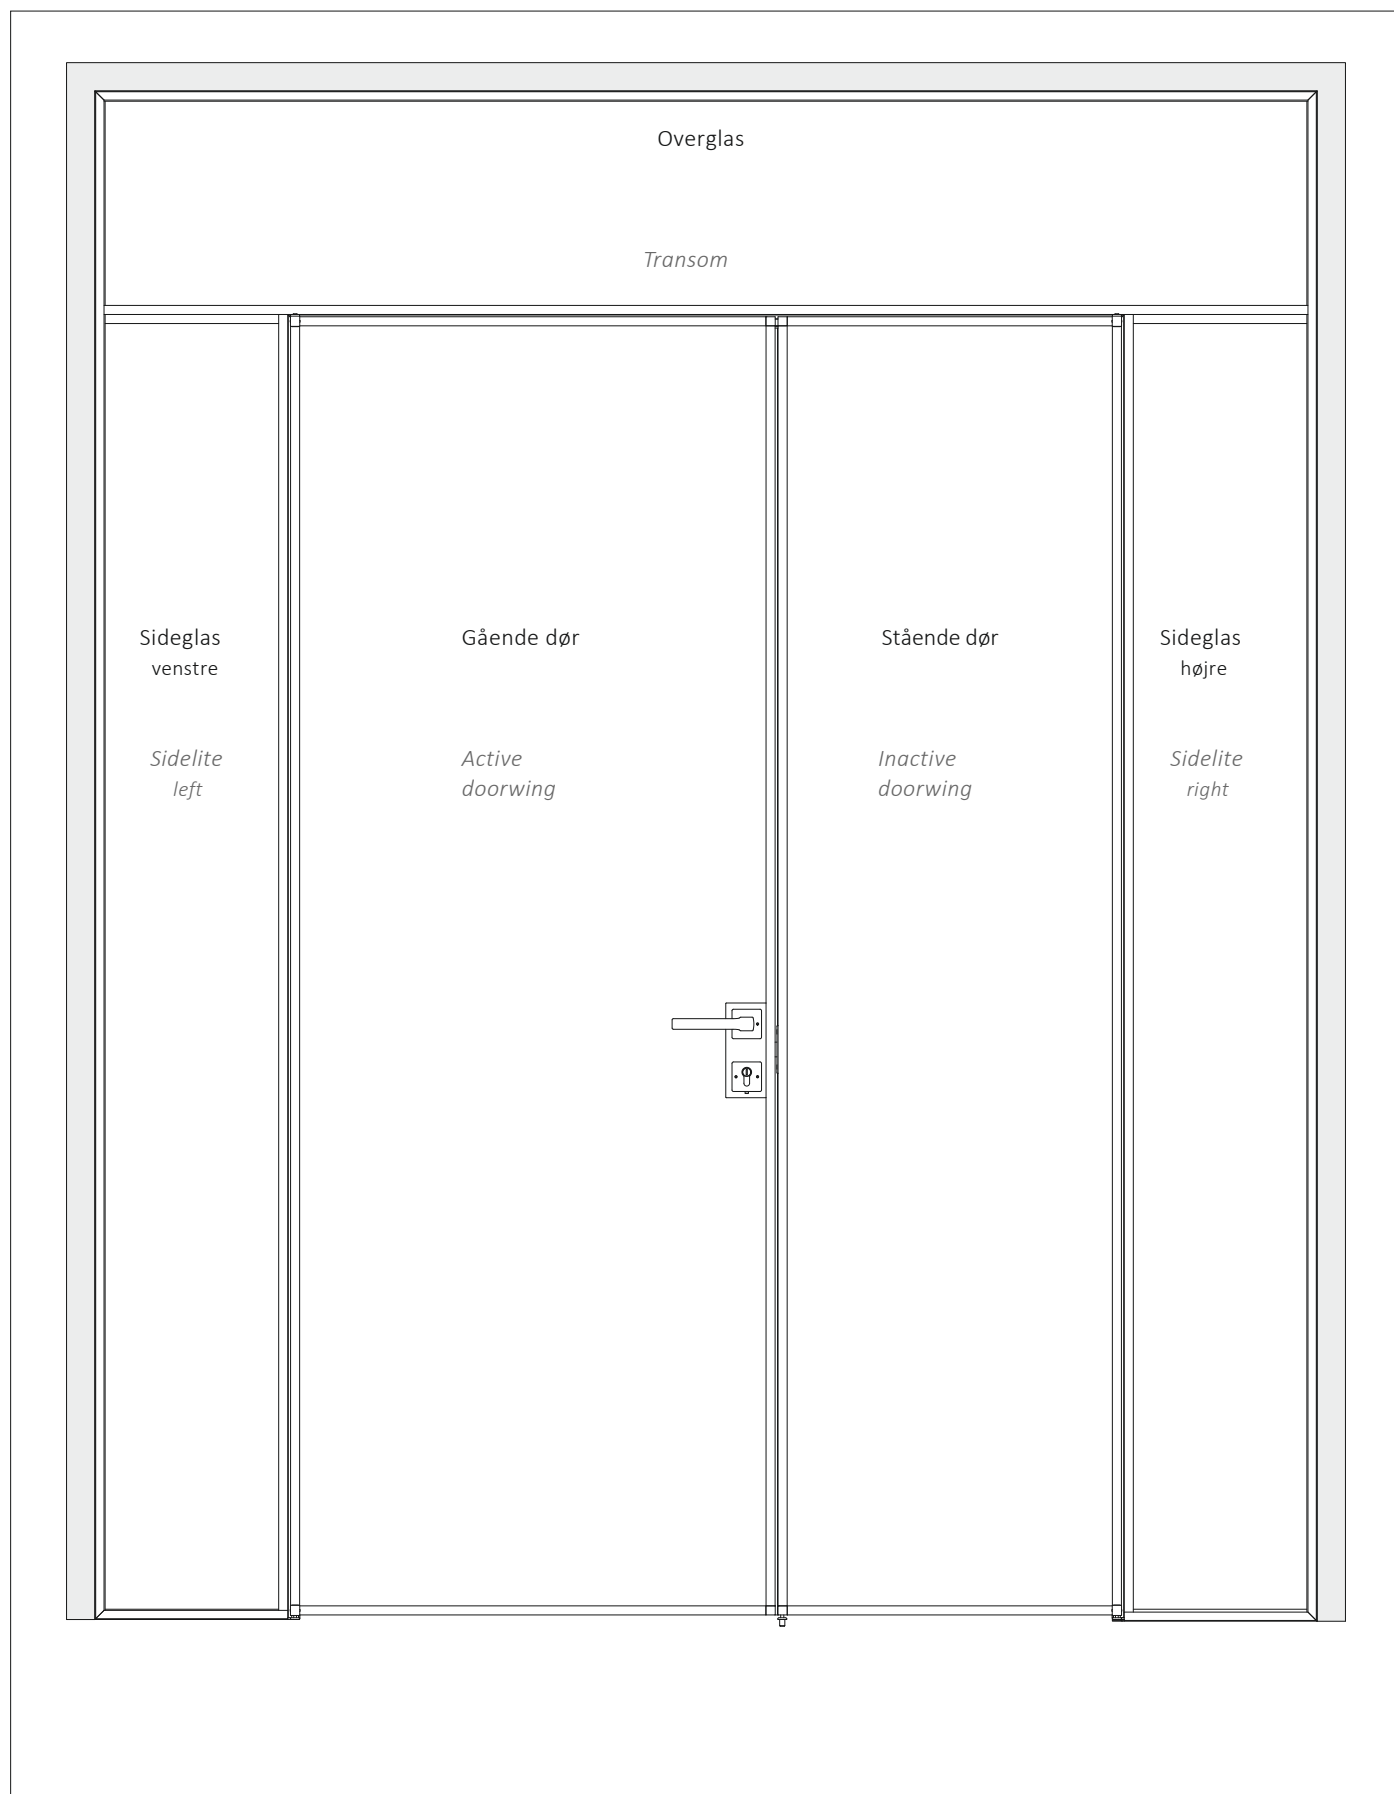 Overglas
Transom
Sideglas
venstre
Sidelite
left
Gående dør
Active
doorwing
Stående dør
Inactive
doorwing
Sideglas
højre
Sidelite
right